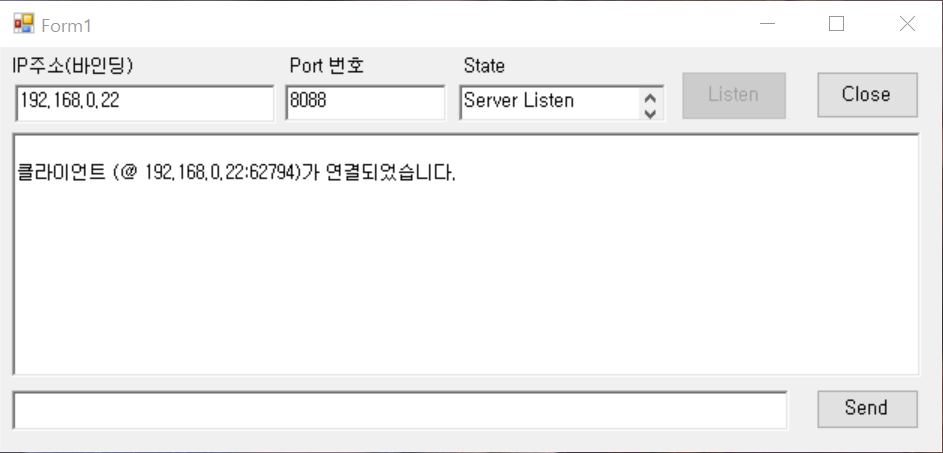 Form1
IP주소(바인딩) Port 번호 State
192.168.0.22 8088 Server Listen Listen Close
클라이언트 (@ 192.168.0.22:62794)가 연결되었습니다.
Send